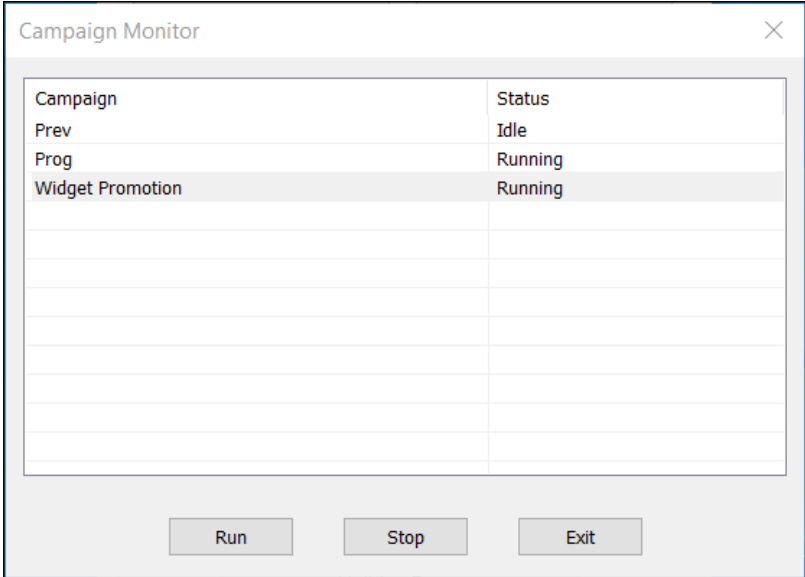 Campaign Monitor
Campaign Status
Prev Idle
Prog Running
Widget Promotion Running
Run Stop Exit